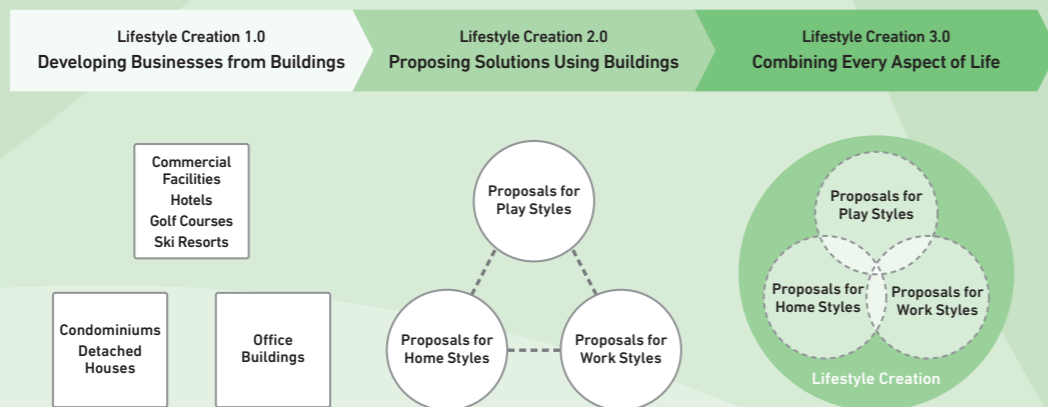 Lifestyle Creation 1.0
Developing Businesses from Buildings
Lifestyle Creation 2.0
Proposing Solutions Using Buildings
Lifestyle Creation 3.0
Combining Every Aspect of Life
Commercial
Facilities
Hotels
Golf Courses
Ski Resorts
Condominiums
Detached
Houses
Office
Buildings
Proposals for
Play Styles
Proposals for
Home Styles
Proposals for
Work Styles
Proposals for
Play Styles
Proposals for
Home Styles
Proposals for
Work Styles
Lifestyle Creation